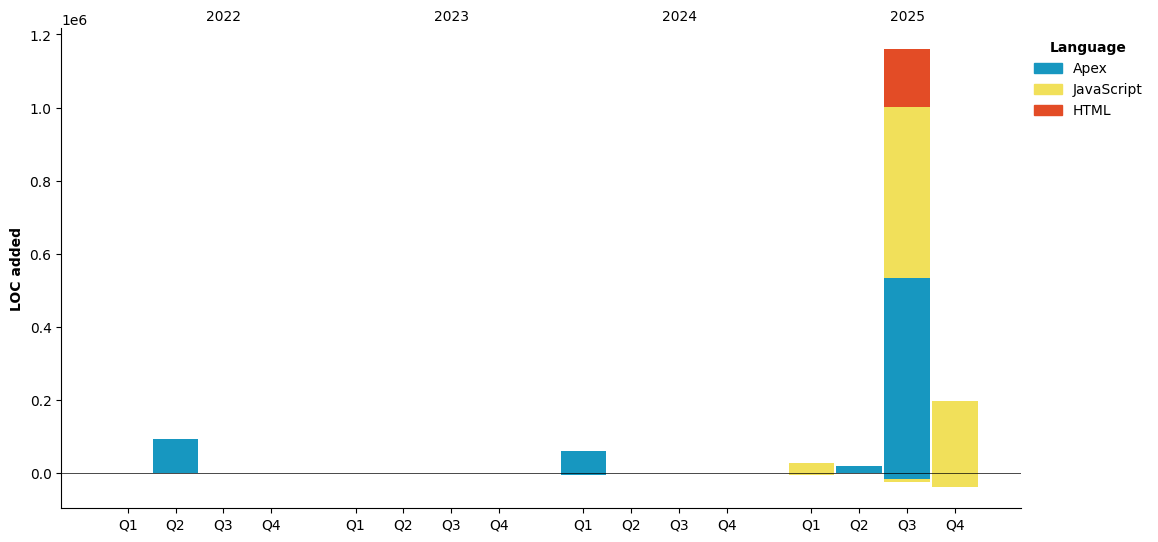 1e6
2022 2023 2024 2025
1.2
1.0
0.8
0.6
0.4
0.2
0.0
LOC added
Q1 Q2 Q3 Q4 Q1 Q2 Q3 Q4 Q1 Q2 Q3 Q4 Q1 Q2 Q3 Q4
Language
Apex
JavaScript
HTML